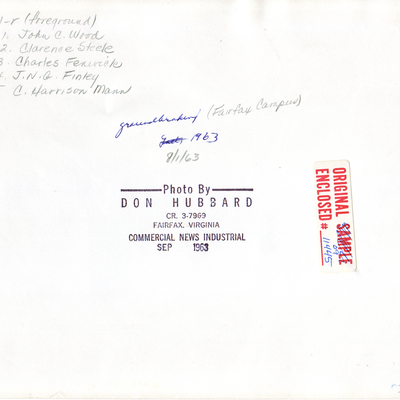 l-r (foreground)
1. John C. Wood
2. Clarence Steele
3 Charles Fenwick
4. J.N.G. Finley
5 C. Harrison Mann
groundbreaking (Fairfax Campus)
1963
8/1/63
Photo By
DON HUBBARD
CR. 3-7969
FAIRFAX, VIRGINIA
COMMERCIAL NEWS INDUSTRIAL
SEP 1963
ORIGINAL SAMPLE
ENCLOSED #
11445